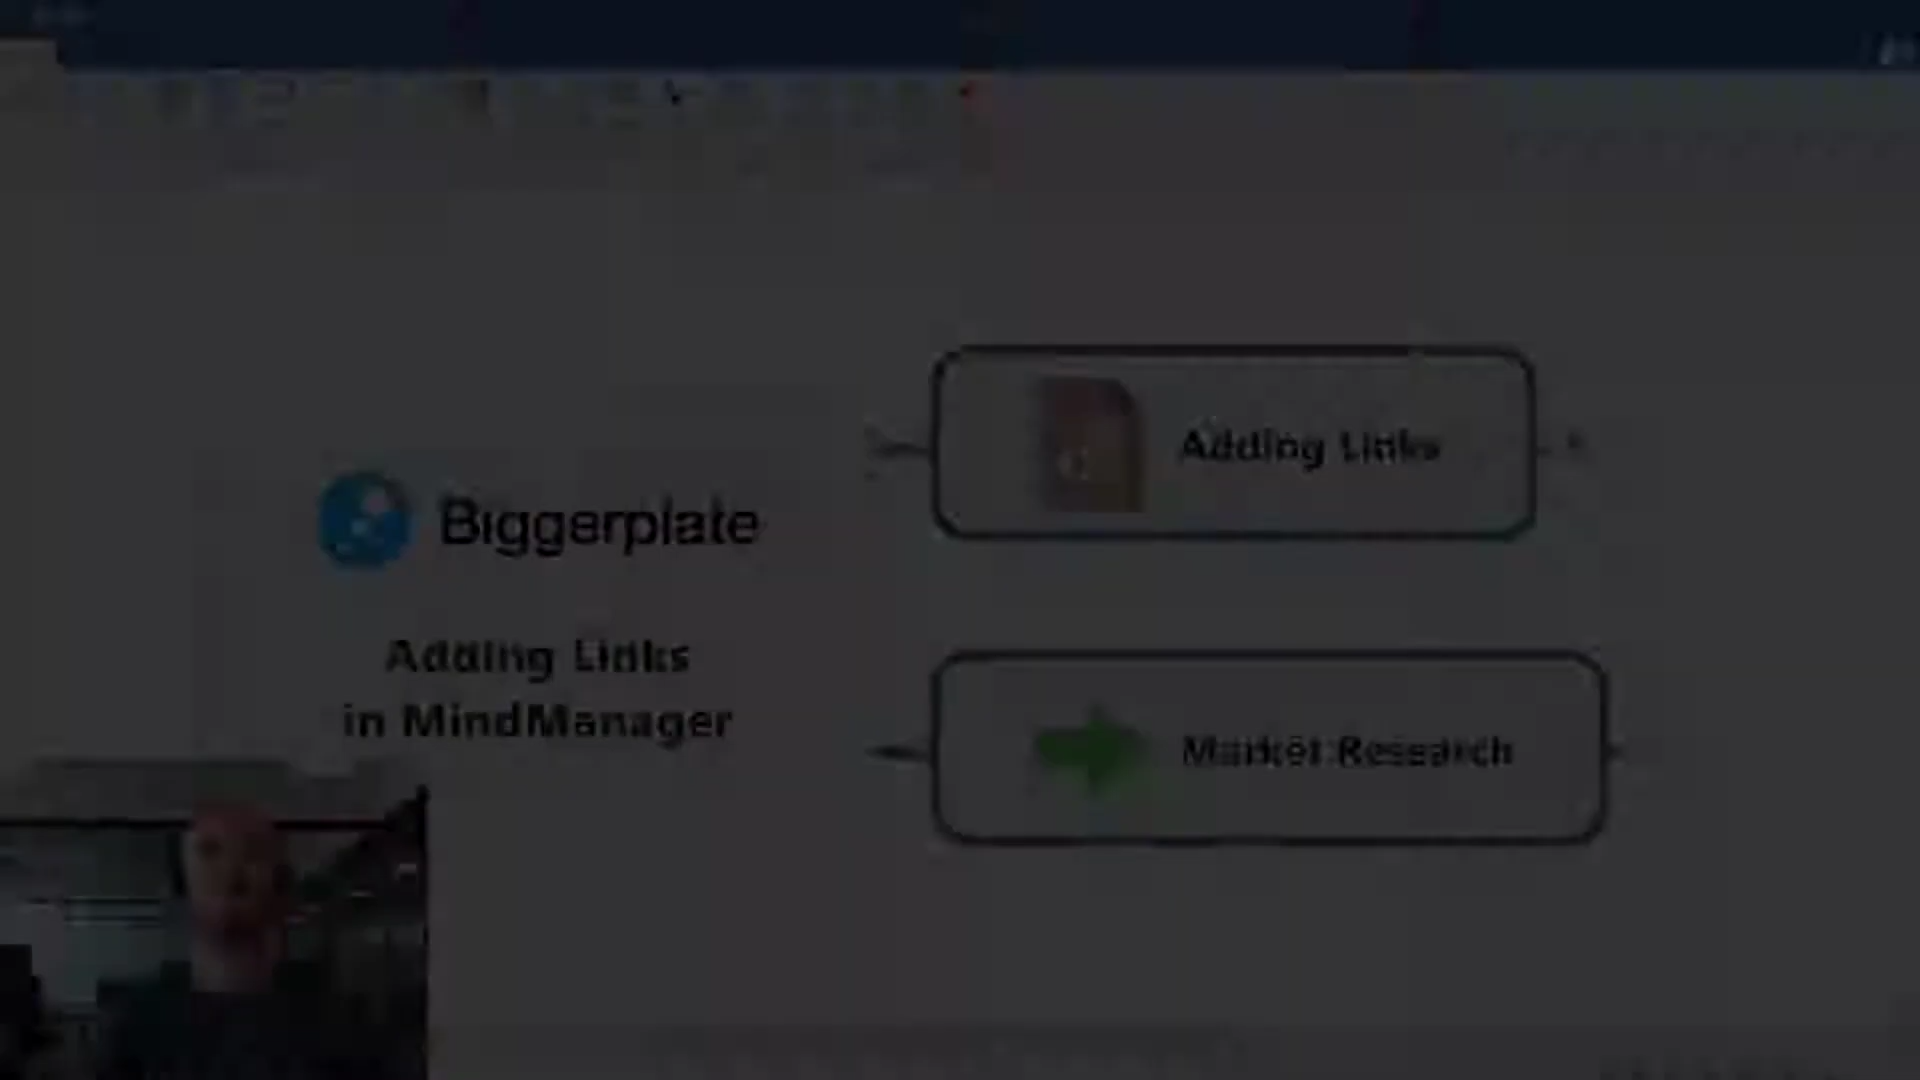 Biggerplate
Adding Links
in MindManager
Adding Links
Market Research